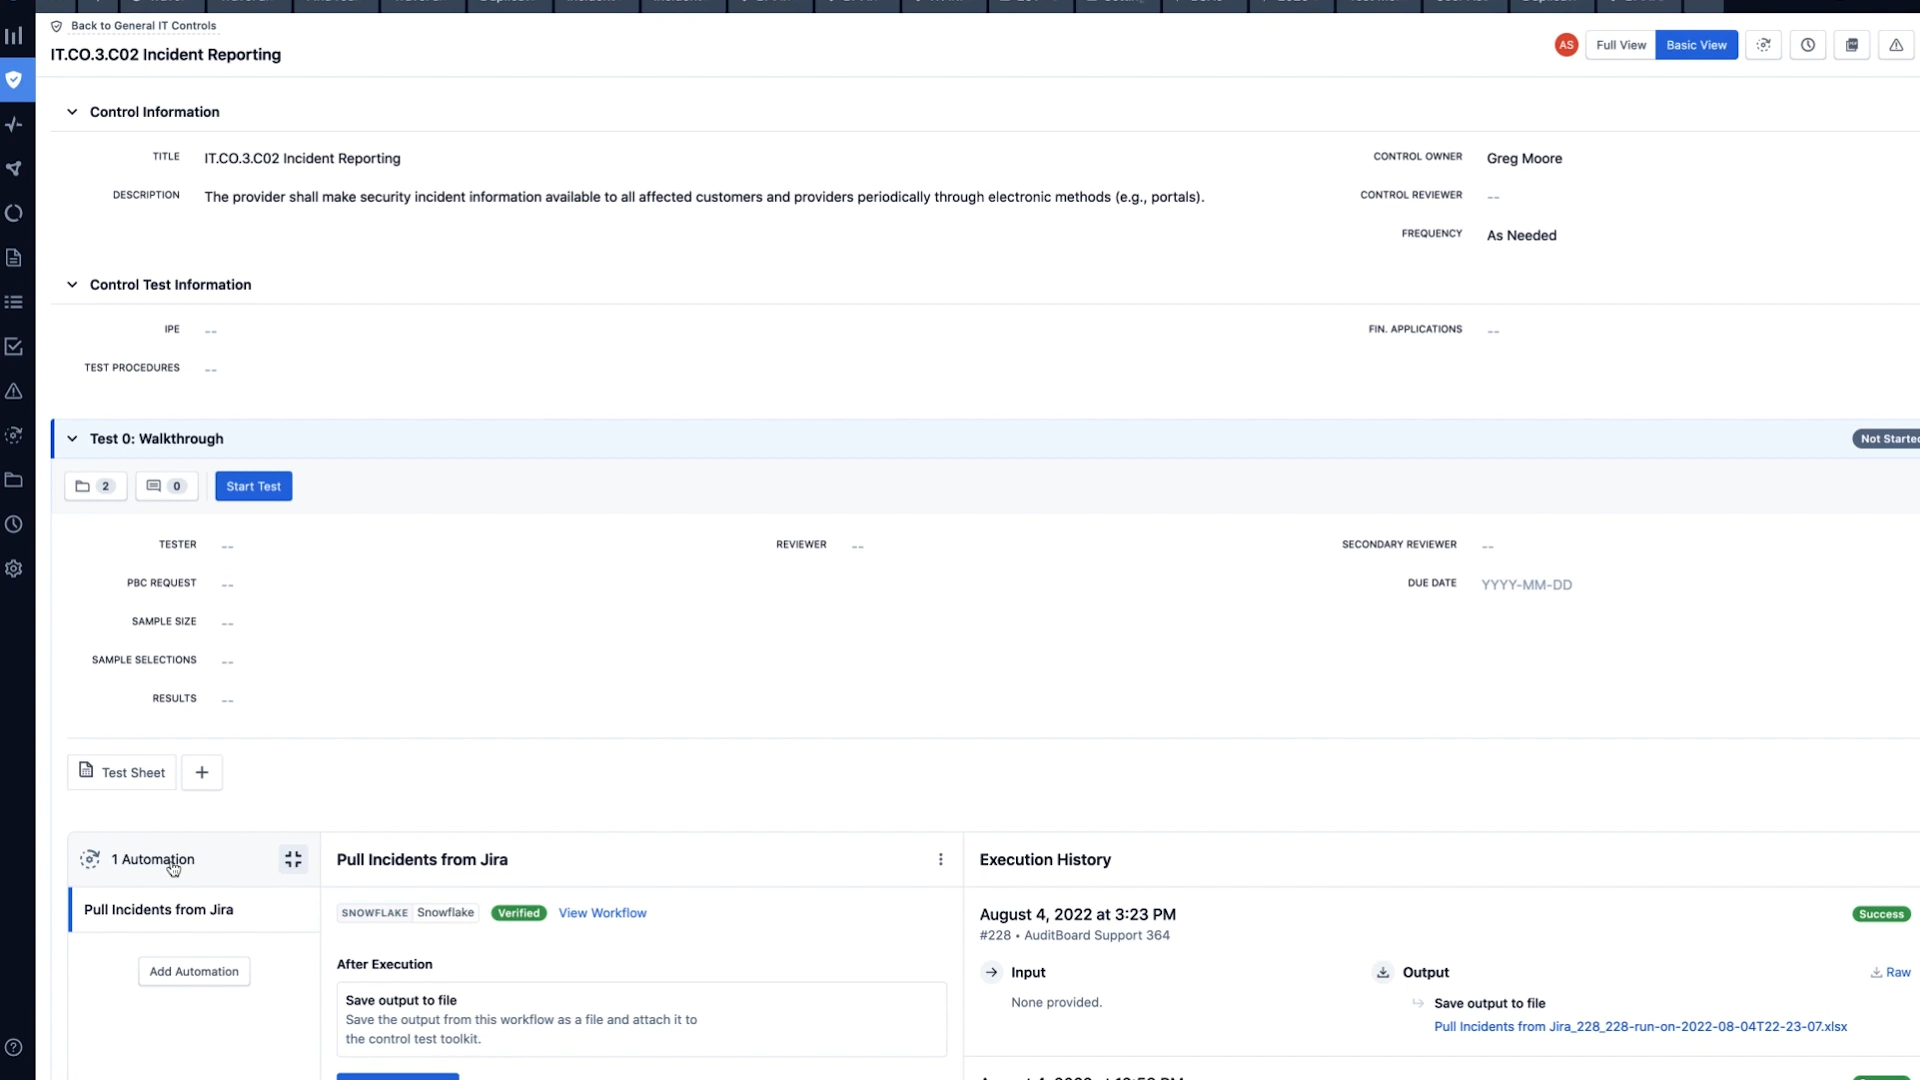 Back to General IT Controls
IT.CO.3.C02 Incident Reporting
AS
Full View
Basic View
Control Information
TITLE
IT.CO.3.C02 Incident Reporting
CONTROL OWNER
Greg Moore
DESCRIPTION
The provider shall make security incident information available to all affected customers and providers periodically through electronic methods (e.g., portals).
CONTROL REVIEWER
--
FREQUENCY
As Needed
Control Test Information
IPE
--
FIN. APPLICATIONS
--
TEST PROCEDURES
--
Test 0: Walkthrough
Not Started
2
0
Start Test
TESTER
--
REVIEWER
--
SECONDARY REVIEWER
--
PBC REQUEST
--
DUE DATE
YYYY-MM-DD
SAMPLE SIZE
--
SAMPLE SELECTIONS
--
RESULTS
--
Test Sheet
+
1 Automation
Pull Incidents from Jira
Execution History
Pull Incidents from Jira
SNOWFLAKE
Snowflake
Verified
View Workflow
August 4, 2022 at 3:23 PM
Success
#228 • AuditBoard Support 364
Add Automation
After Execution
Input
Output
Raw
Save output to file
Save the output from this workflow as a file and attach it to
the control test toolkit.
None provided.
Save output to file
Pull Incidents from Jira_228_228-run-on-2022-08-04T22-23-07.xlsx